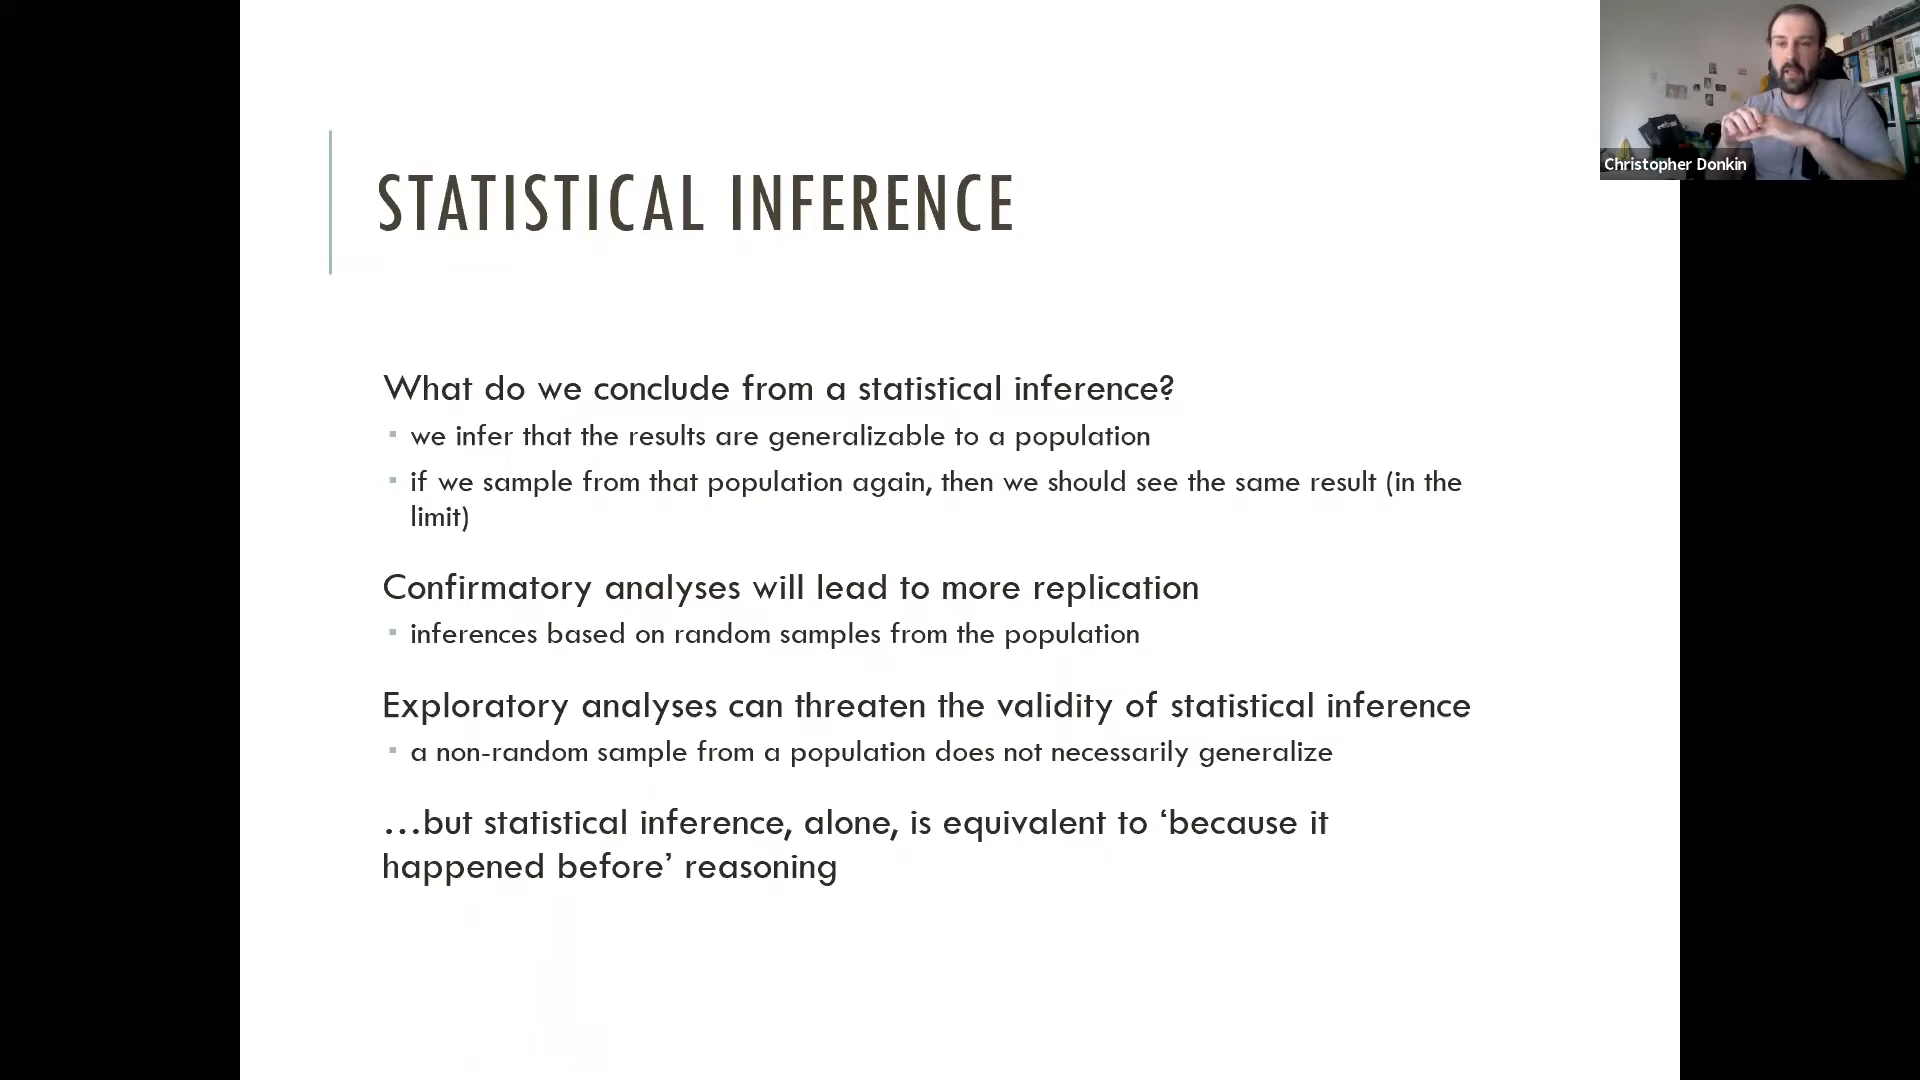 Christopher Donkin
STATISTICAL INFERENCE
What do we conclude from a statistical inference?
▪ we infer that the results are generalizable to a population
▪ if we sample from that population again, then we should see the same result (in the
limit)
Confirmatory analyses will lead to more replication
▪ inferences based on random samples from the population
Exploratory analyses can threaten the validity of statistical inference
▪ a non-random sample from a population does not necessarily generalize
…but statistical inference, alone, is equivalent to ‘because it
happened before’ reasoning